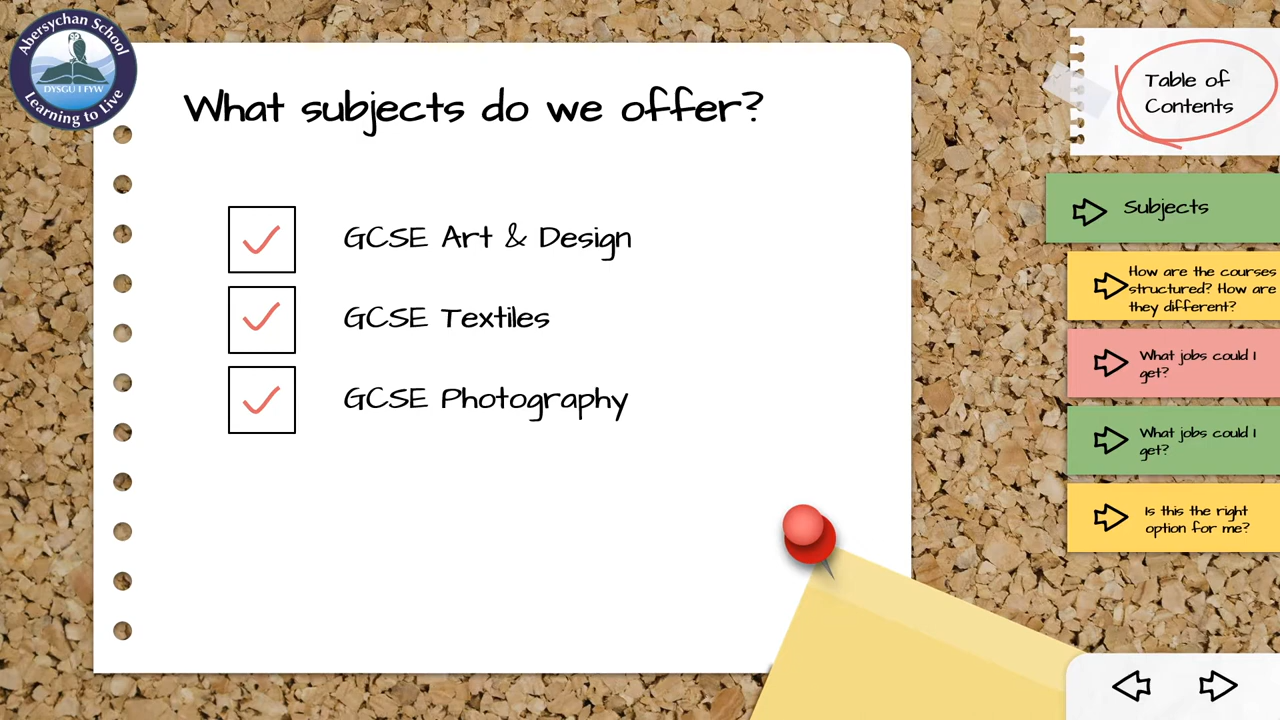 Abersychan School
DYSGU I FYW
Learning to Live
What subjects do we offer?
GCSE Art & Design
GCSE Textiles
GCSE Photography
Table of
Contents
Subjects
How are the courses
structured? How are
they different?
What jobs could I
get?
What jobs could I
get?
Is this the right
option for me?